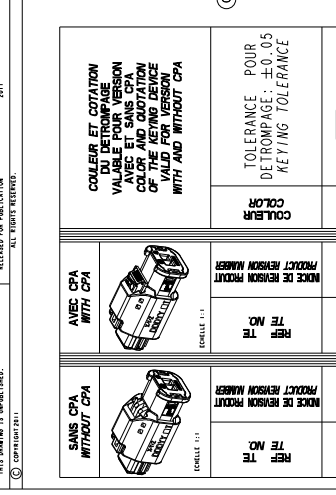 2011
RELEASED FOR PUBLICATION
ALL RIGHTS RESERVED.
THIS DRAWING IS UNPUBLISHED.
© COPYRIGHT 2011
COULEUR ET COTATION
DU DETROMPAGE
VALABLE POUR VERSION
AVEC ET SANS CPA
COLOR AND QUOTATION
OF THE KEYING DEVICE
VALID FOR VERSION
WITH AND WITHOUT CPA
TOLERANCE POUR
DETROMPAGE: ±0.05
KEYING TOLERANCE
COULEUR
COLOR
AVEC CPA
WITH CPA
ECHELLE 1:1
INDICE DE REVISION PRODUIT
PRODUCT REVISION NUMBER
REF TE
TE NO.
SANS CPA
WITHOUT CPA
ECHELLE 1:1
INDICE DE REVISION PRODUIT
PRODUCT REVISION NUMBER
REF TE
TE NO.